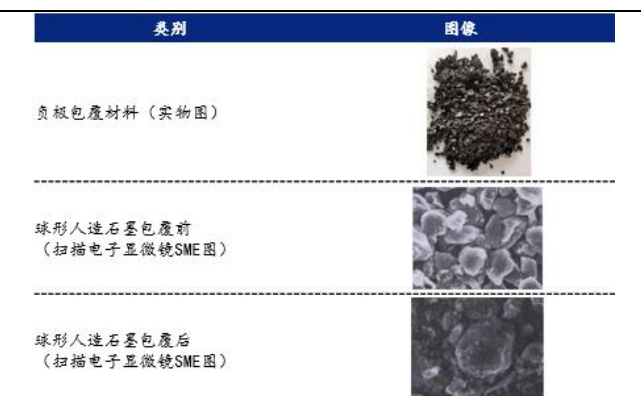 类别 图像
负极包覆材料（实物图）
球形人造石墨包覆前
（扫描电子显微镜SME图）
球形人造石墨包覆后
（扫描电子显微镜SME图）